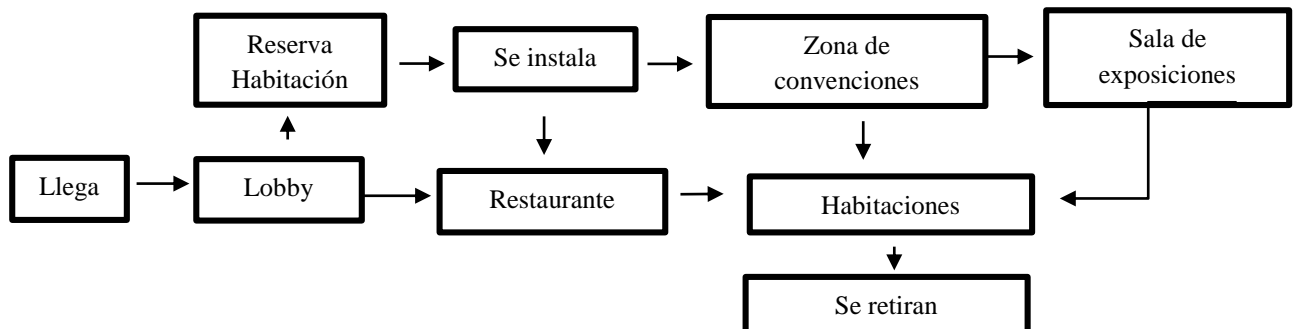 Reserva
Habitación
Se instala
Zona de
convenciones
Sala de
exposiciones
Llega
Lobby
Restaurante
Habitaciones
Se retiran